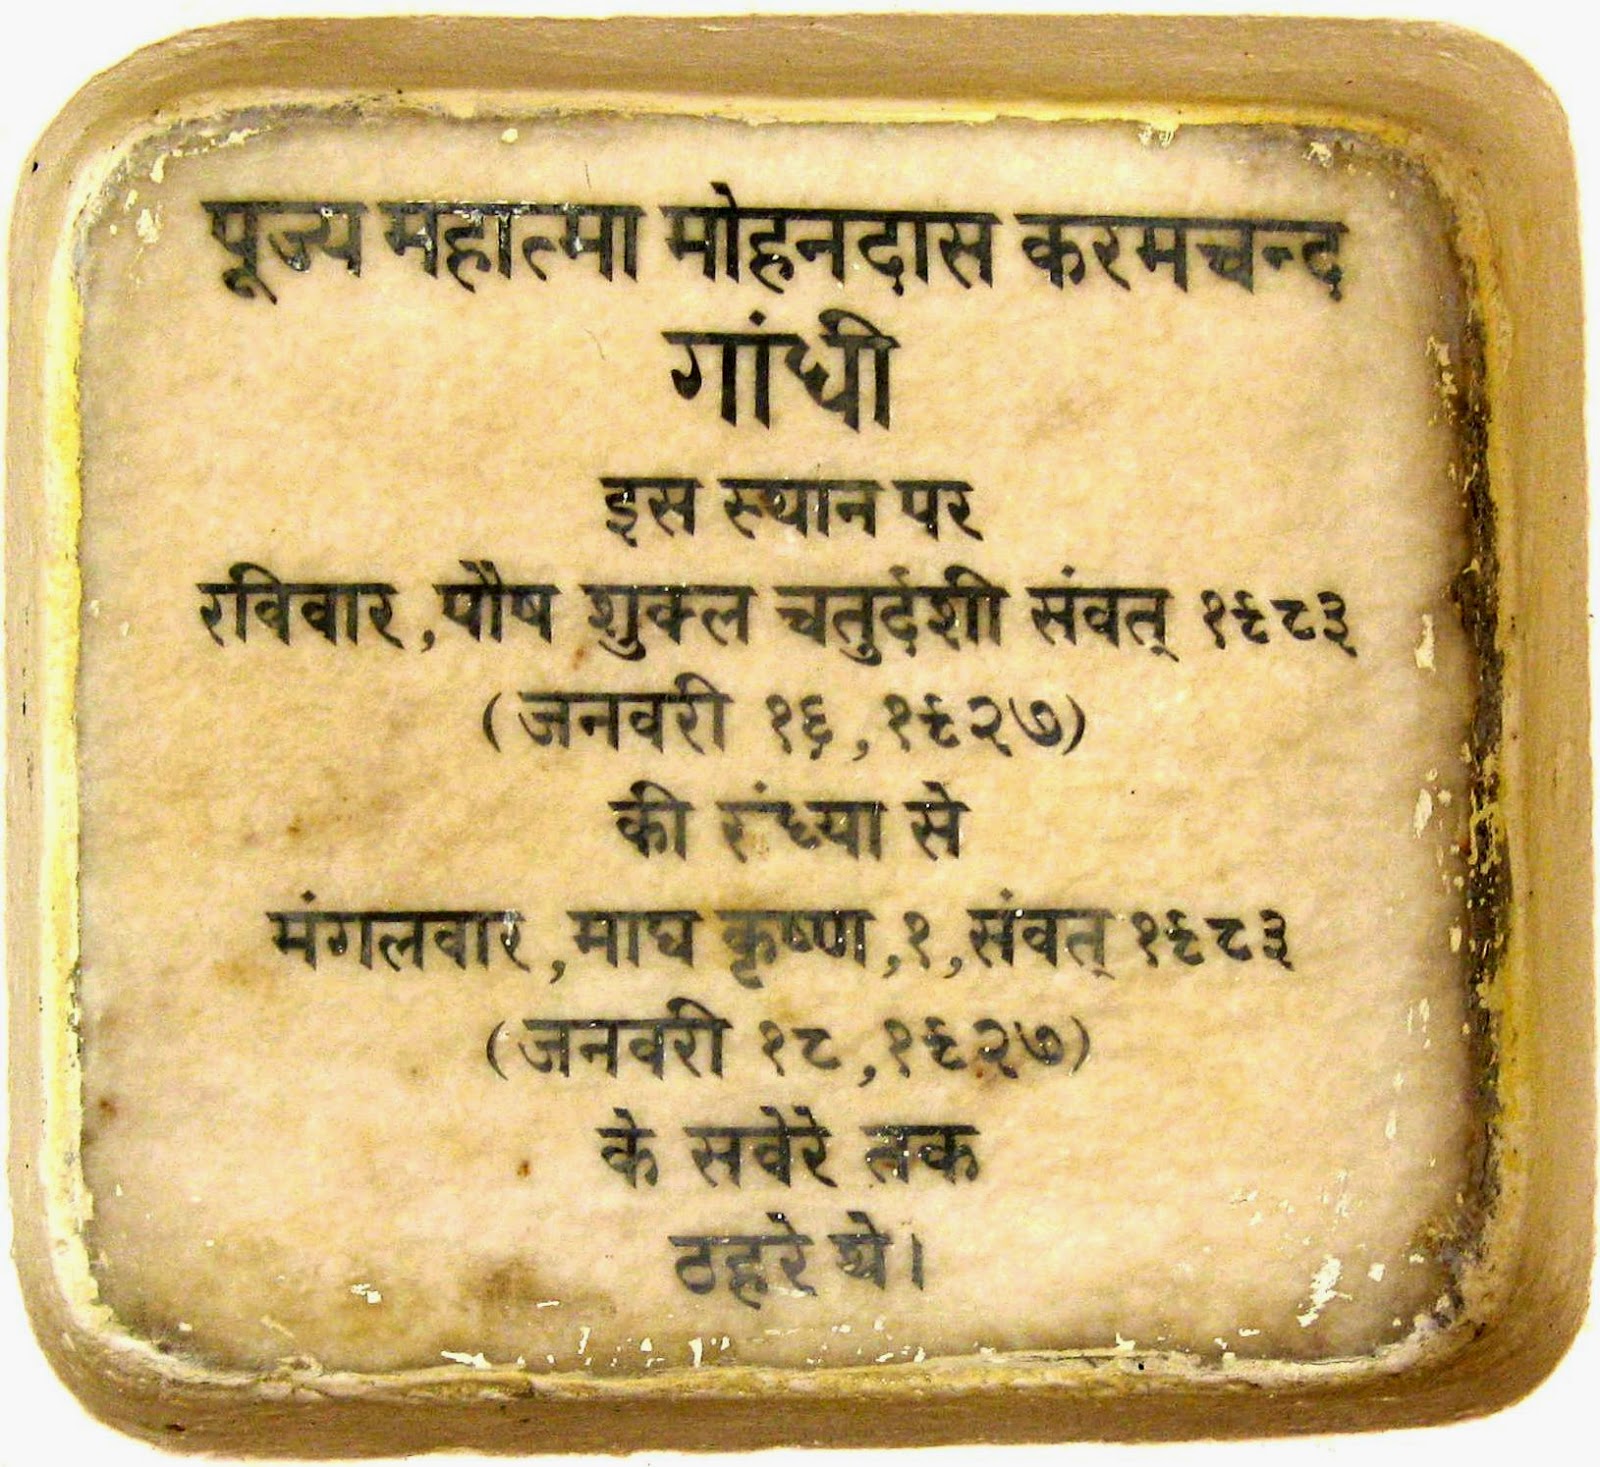 पूज्य महात्मा मोहनदास करमचन्द
गांधी
इस स्थान पर
रविवार, पौष शुक्ल चतुर्दशी संवत् १९८३
(जनवरी १६, १९२७)
की संध्या से
मंगलवार, माघ कृष्ण, १, संवत् १९८३
(जनवरी १८, १९२७)
के सवेरे तक
ठहरे थे।